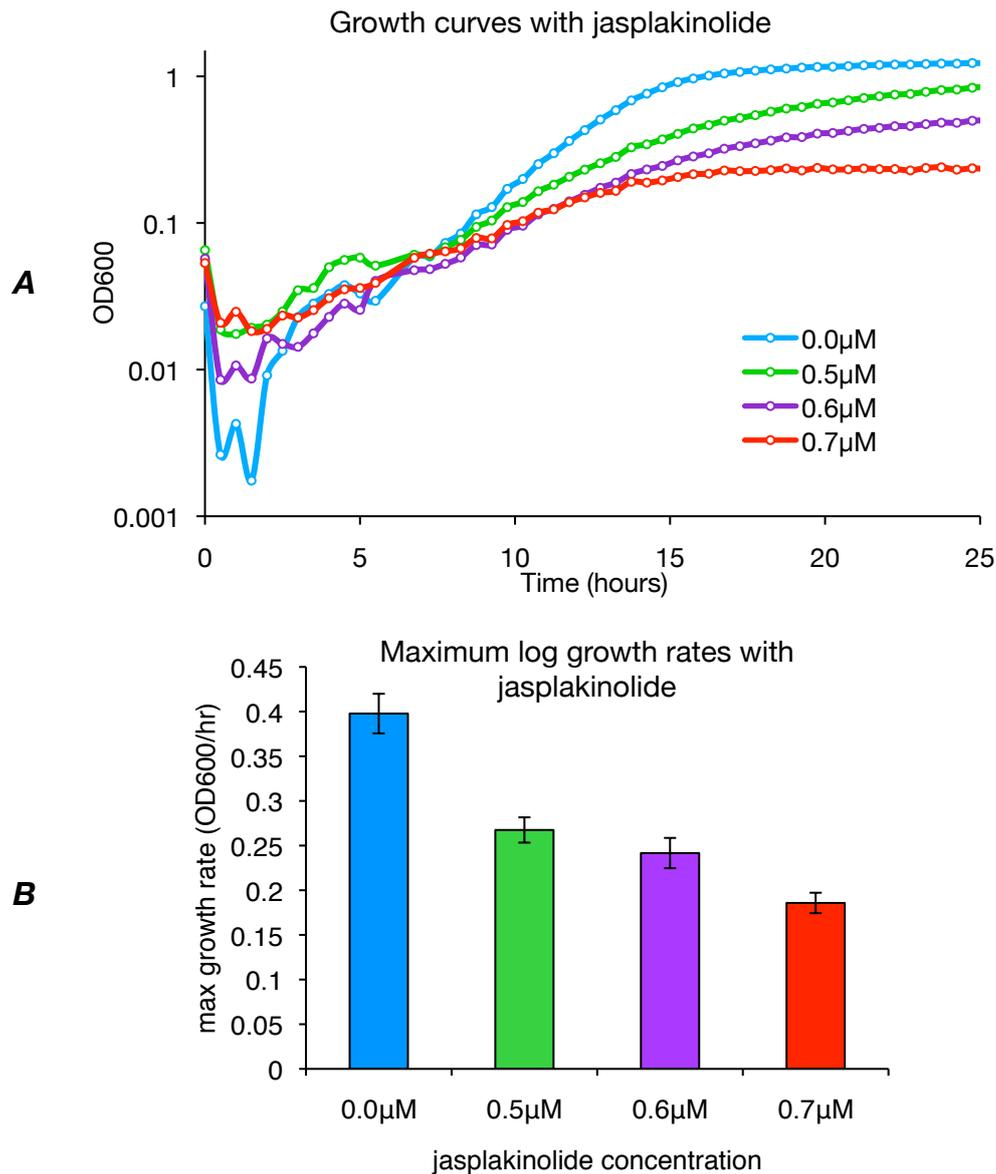 Growth curves with jasplakinolide
A
OD600
1
0.1
0.01
0.001
0.0µM
0.5µM
0.6µM
0.7µM
0 5 10 15 20 25
Time (hours)
B
Maximum log growth rates with
jasplakinolide
max growth rate (OD600/hr)
0.45
0.4
0.35
0.3
0.25
0.2
0.15
0.1
0.05
0
0.0µM 0.5µM 0.6µM 0.7µM
jasplakinolide concentration